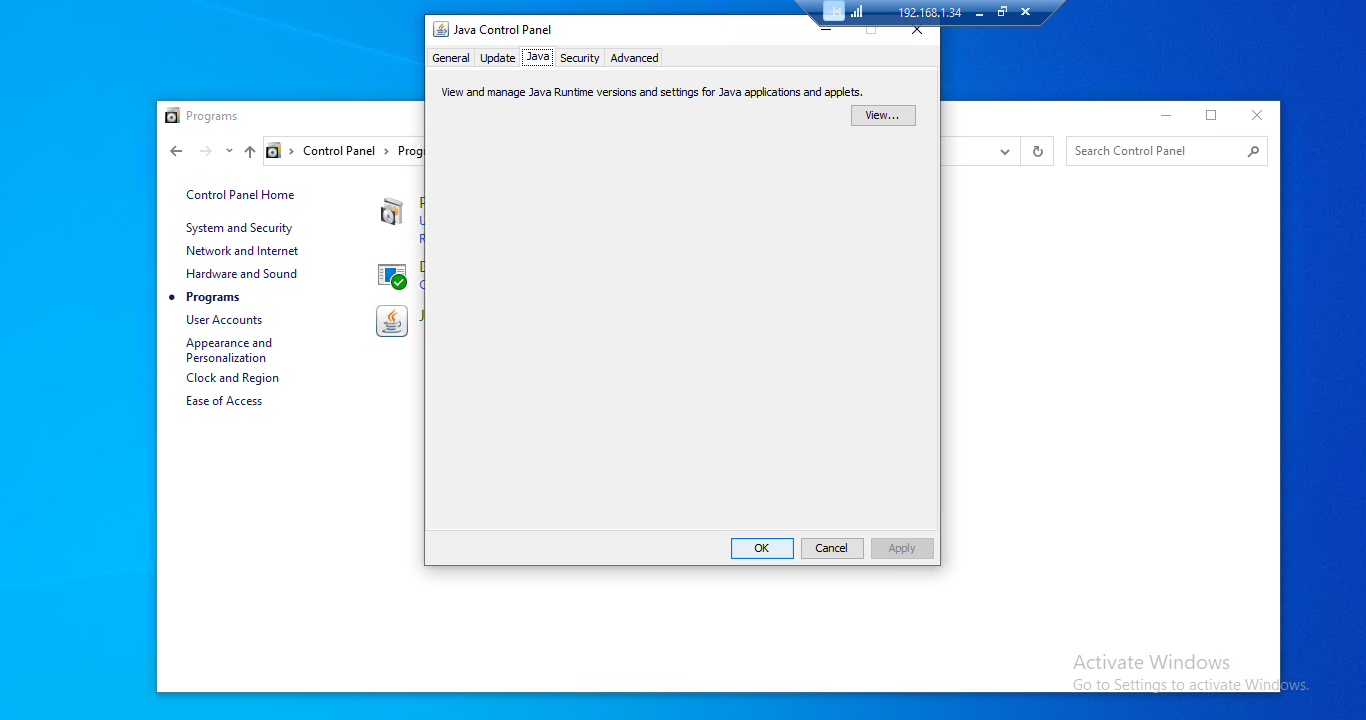 192.168.1.34
Java Control Panel
General Update Java Security Advanced
View and manage Java Runtime versions and settings for Java applications and applets.
View...
Programs
Control Panel
Search Control Panel
Control Panel Home
System and Security
Network and Internet
Hardware and Sound
Programs
User Accounts
Appearance and
Personalization
Clock and Region
Ease of Access
OK Cancel Apply
Activate Windows
Go to Settings to activate Windows.